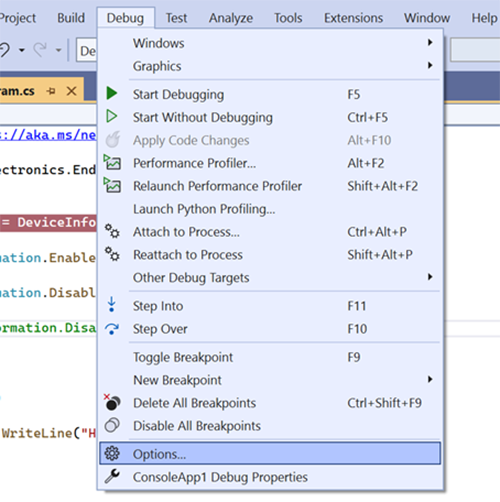 Project Build Debug Test Analyze Tools Extensions Window Help
De
ram.cs
Windows
Graphics
Start Debugging F5
s://aka.ms/ne
Start Without Debugging Ctrl+F5
Apply Code Changes Alt+F10
ectronics.End
Performance Profiler... Alt+F2
Relaunch Performance Profiler Shift+Alt+F2
Launch Python Profiling...
= DeviceInfo
Attach to Process... Ctrl+Alt+P
Reattach to Process Shift+Alt+P
mation.Enable
Other Debug Targets
mation.Disabl
Step Into F11
ormation.Disa
Step Over F10
Toggle Breakpoint F9
New Breakpoint
Delete All Breakpoints Ctrl+Shift+F9
Disable All Breakpoints
WriteLine("H
Options...
ConsoleApp1 Debug Properties